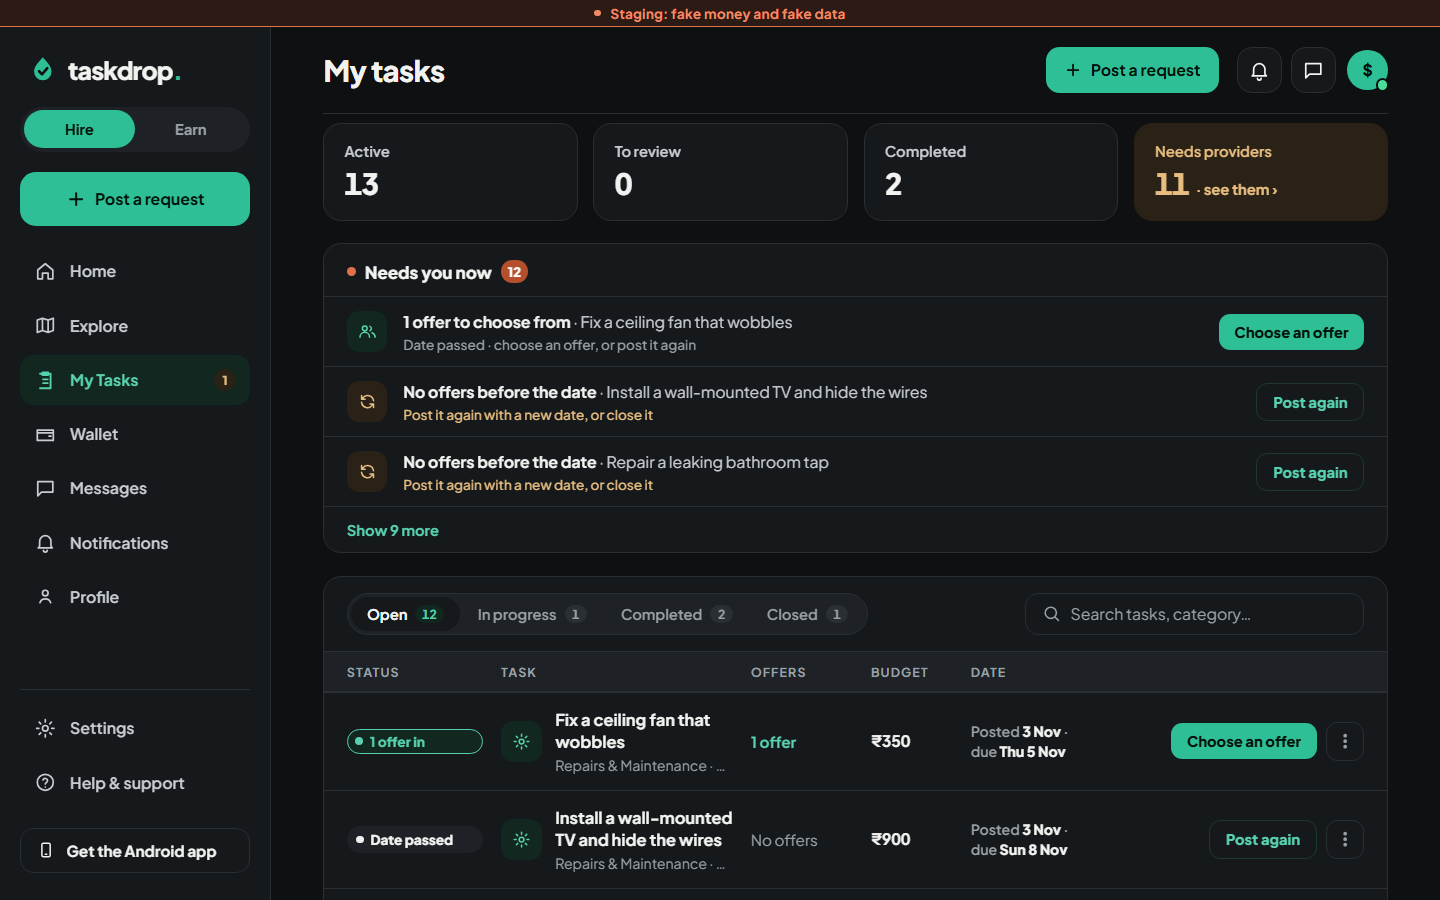 Staging: fake money and fake data
taskdrop.
Hire
Earn
Post a request
Home
Explore
My Tasks
1
Wallet
Messages
Notifications
Profile
Settings
Help & support
Get the Android app
My tasks
Post a request
$
Active
13
To review
0
Completed
2
Needs providers
11 · see them ›
Needs you now 12
1 offer to choose from · Fix a ceiling fan that wobbles
Date passed · choose an offer, or post it again
Choose an offer
No offers before the date · Install a wall-mounted TV and hide the wires
Post it again with a new date, or close it
Post again
No offers before the date · Repair a leaking bathroom tap
Post it again with a new date, or close it
Post again
Show 9 more
Open 12
In progress 1
Completed 2
Closed 1
Search tasks, category...
STATUS
TASK
OFFERS
BUDGET
DATE
1 offer in
Fix a ceiling fan that
wobbles
Repairs & Maintenance · ...
1 offer
₹350
Posted 3 Nov ·
due Thu 5 Nov
Choose an offer
Date passed
Install a wall-mounted
TV and hide the wires
Repairs & Maintenance · ...
No offers
₹900
Posted 3 Nov ·
due Sun 8 Nov
Post again